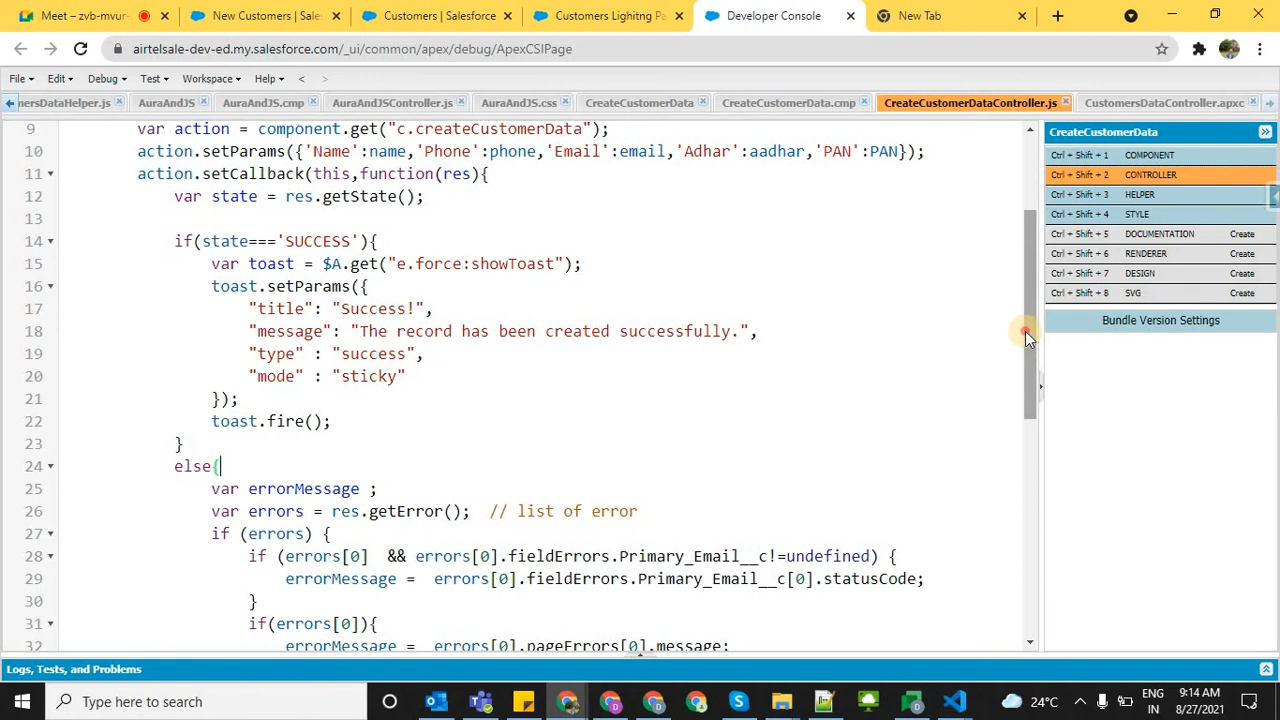 Meet – zvb-mvur-
New Customers | Sales
Customers | Salesforce
Customers Lighitng Pa
Developer Console
New Tab
airtelsale-dev-ed.my.salesforce.com/_ui/common/apex/debug/ApexCSIPage
File Edit Debug Test Workspace Help < >
mersDataHelper.js AuraAndJS AuraAndJS.cmp AuraAndJSController.js AuraAndJS.css CreateCustomerData CreateCustomerData.cmp CreateCustomerDataController.js CustomersDataController.apxc
9 var action = component.get("c.createCustomerData");
10 action.setParams({'Name':name,'Phone':phone,'Email':email,'Adhar':aadhar,'PAN':PAN});
11 action.setCallback(this,function(res){
12 var state = res.getState();
13
14 if(state==='SUCCESS'){
15 var toast = $A.get("e.force:showToast");
16 toast.setParams({
17 "title": "Success!",
18 "message": "The record has been created successfully.",
19 "type" : "success",
20 "mode" : "sticky"
21 });
22 toast.fire();
23 }
24 else{
25 var errorMessage ;
26 var errors = res.getError(); // list of error
27 if (errors) {
28 if (errors[0] && errors[0].fieldErrors.Primary_Email__c!=undefined) {
29 errorMessage = errors[0].fieldErrors.Primary_Email__c[0].statusCode;
30 }
31 if(errors[0]){
32 errorMessage = errors[0].pageErrors[0].message;
CreateCustomerData
Ctrl + Shift + 1 COMPONENT
Ctrl + Shift + 2 CONTROLLER
Ctrl + Shift + 3 HELPER
Ctrl + Shift + 4 STYLE
Ctrl + Shift + 5 DOCUMENTATION Create
Ctrl + Shift + 6 RENDERER Create
Ctrl + Shift + 7 DESIGN Create
Ctrl + Shift + 8 SVG Create
Bundle Version Settings
Logs, Tests, and Problems
Type here to search
24°C
ENG
IN
9:14 AM
8/27/2021